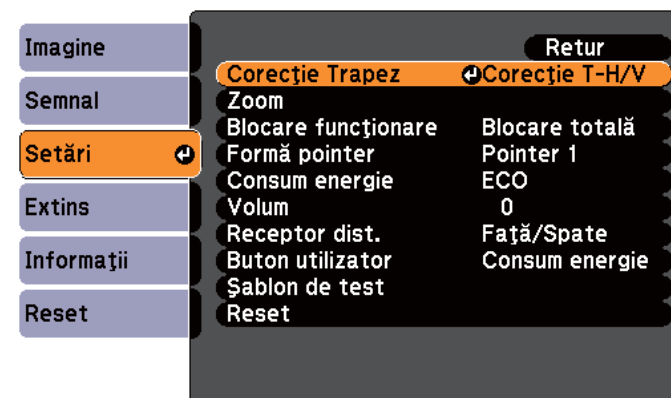 Imagine
Semnal
Setări
Extins
Informaţii
Reset
Retur
Corecţie Trapez Corecţie T-H/V
Zoom
Blocare funcţionare Blocare totală
Formă pointer Pointer 1
Consum energie ECO
Volum 0
Receptor dist. Faţă/Spate
Buton utilizator Consum energie
Şablon de test
Reset